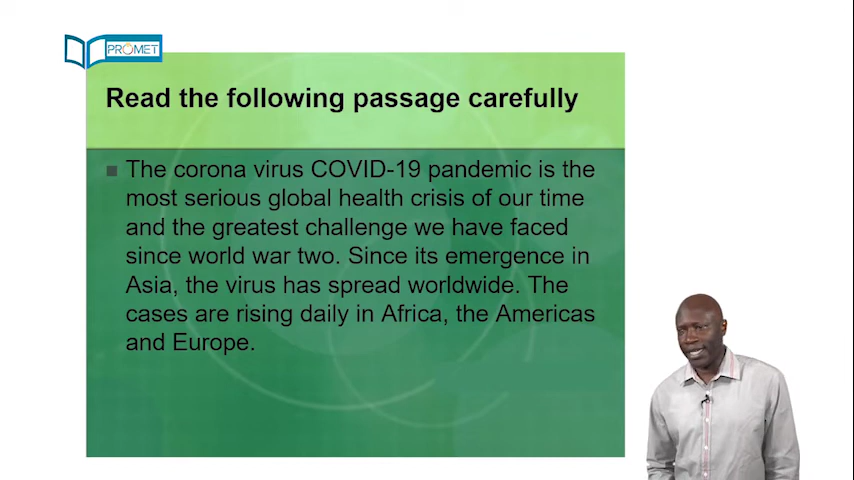 PROMET
Read the following passage carefully
The corona virus COVID-19 pandemic is the
most serious global health crisis of our time
and the greatest challenge we have faced
since world war two. Since its emergence in
Asia, the virus has spread worldwide. The
cases are rising daily in Africa, the Americas
and Europe.